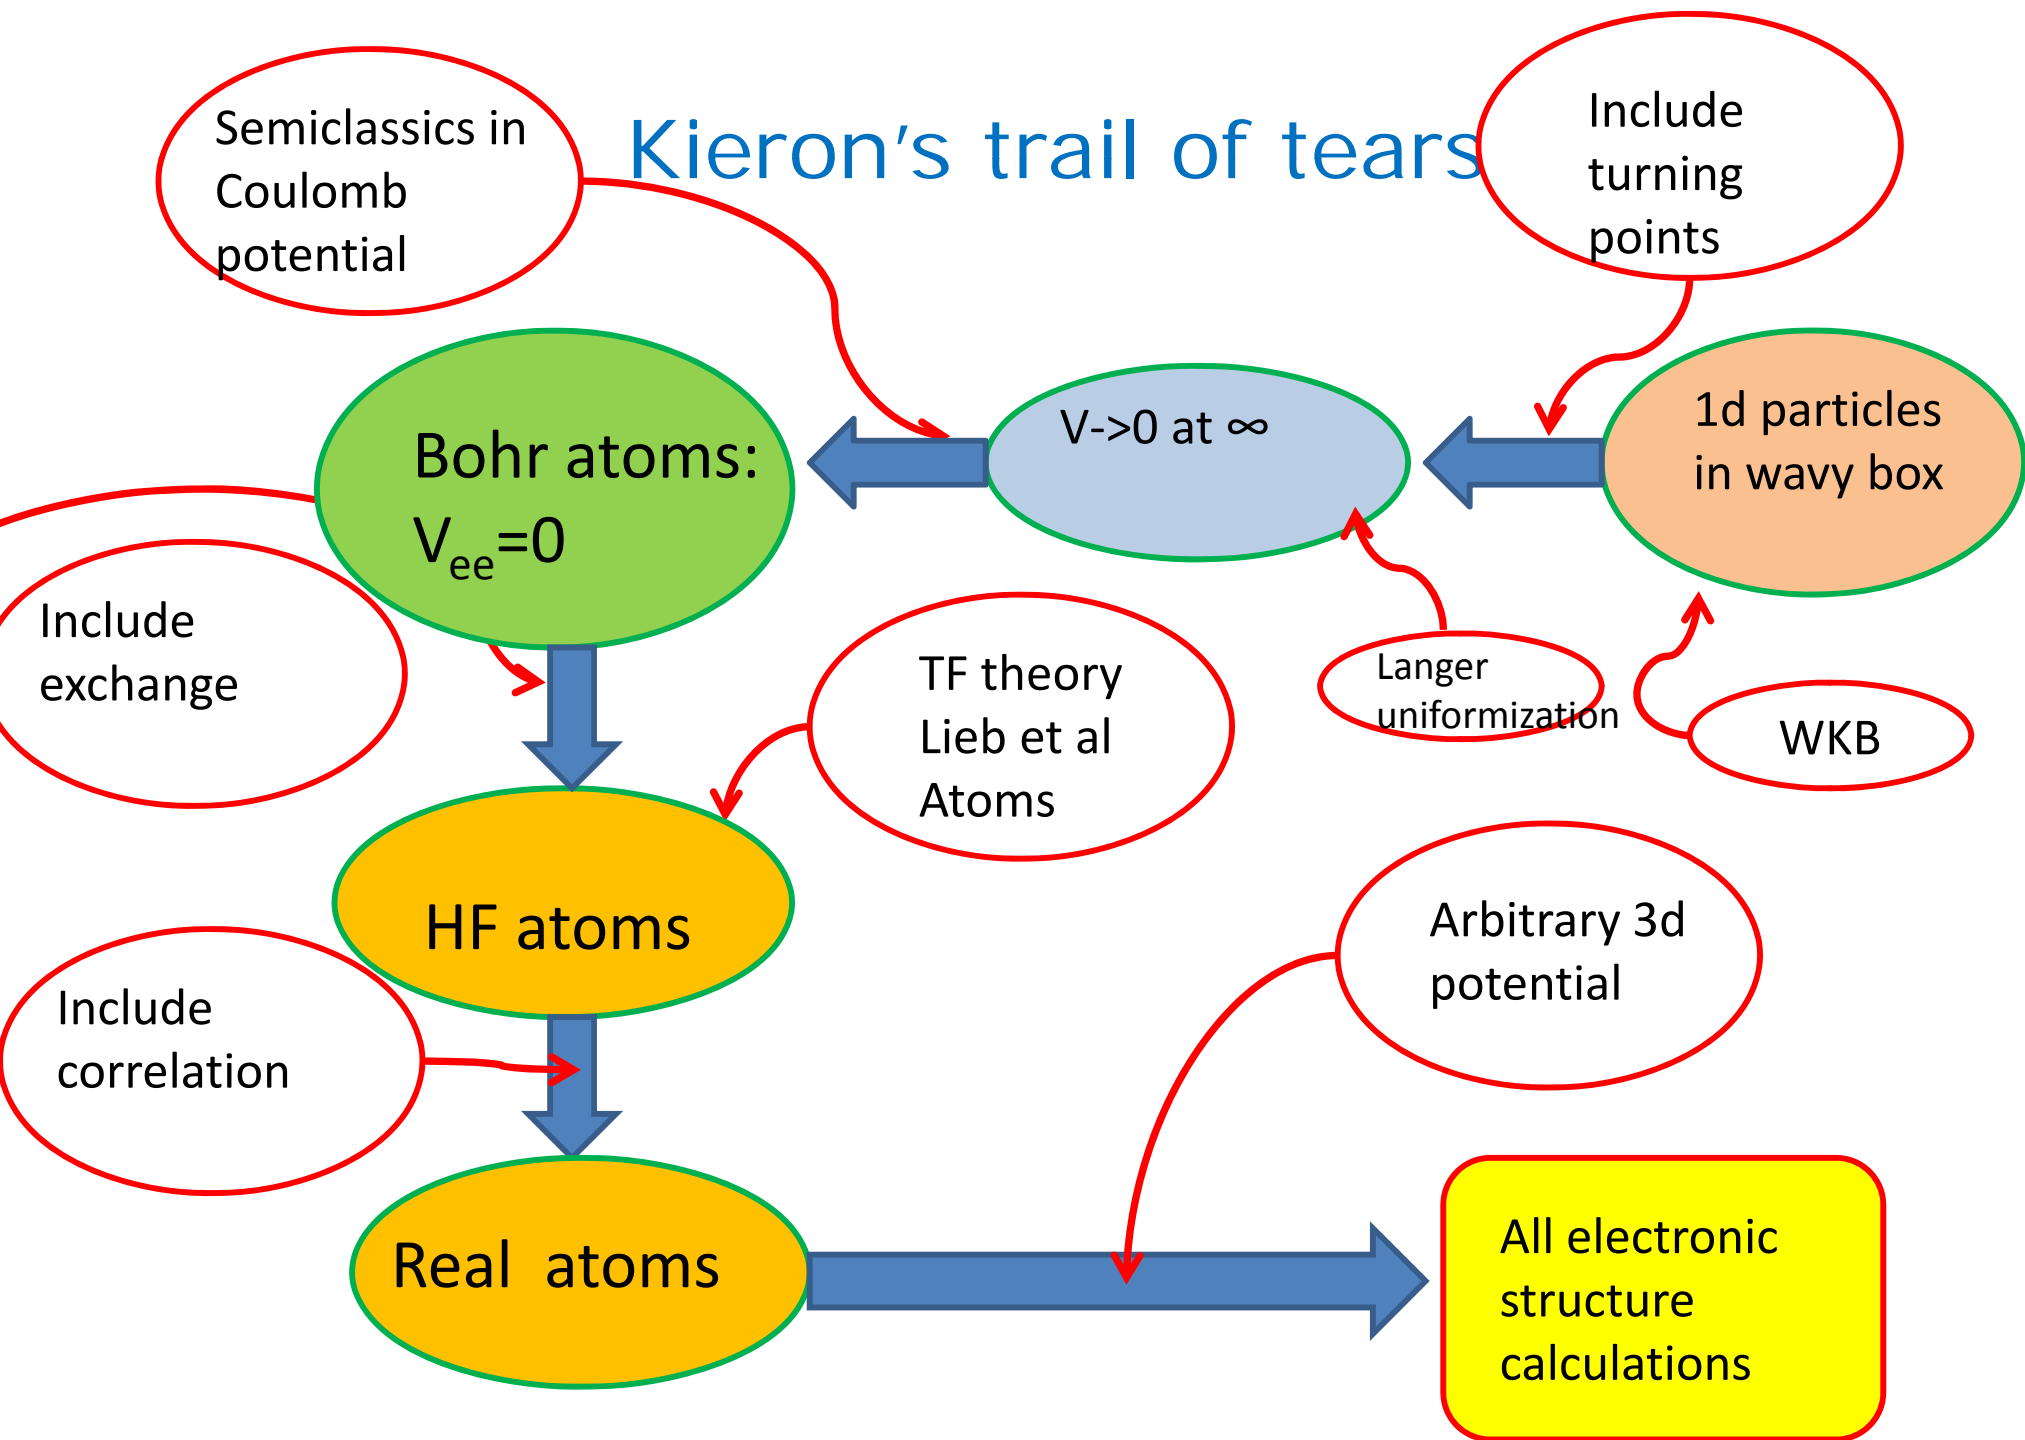 Kieron's trail of tears
Semiclassics in
Coulomb
potential
Include
turning
points
Bohr atoms:
V_ee=0
V->0 at ∞
1d particles
in wavy box
Include
exchange
TF theory
Lieb et al
Atoms
Langer
uniformization
WKB
HF atoms
Arbitrary 3d
potential
Include
correlation
Real atoms
All electronic
structure
calculations